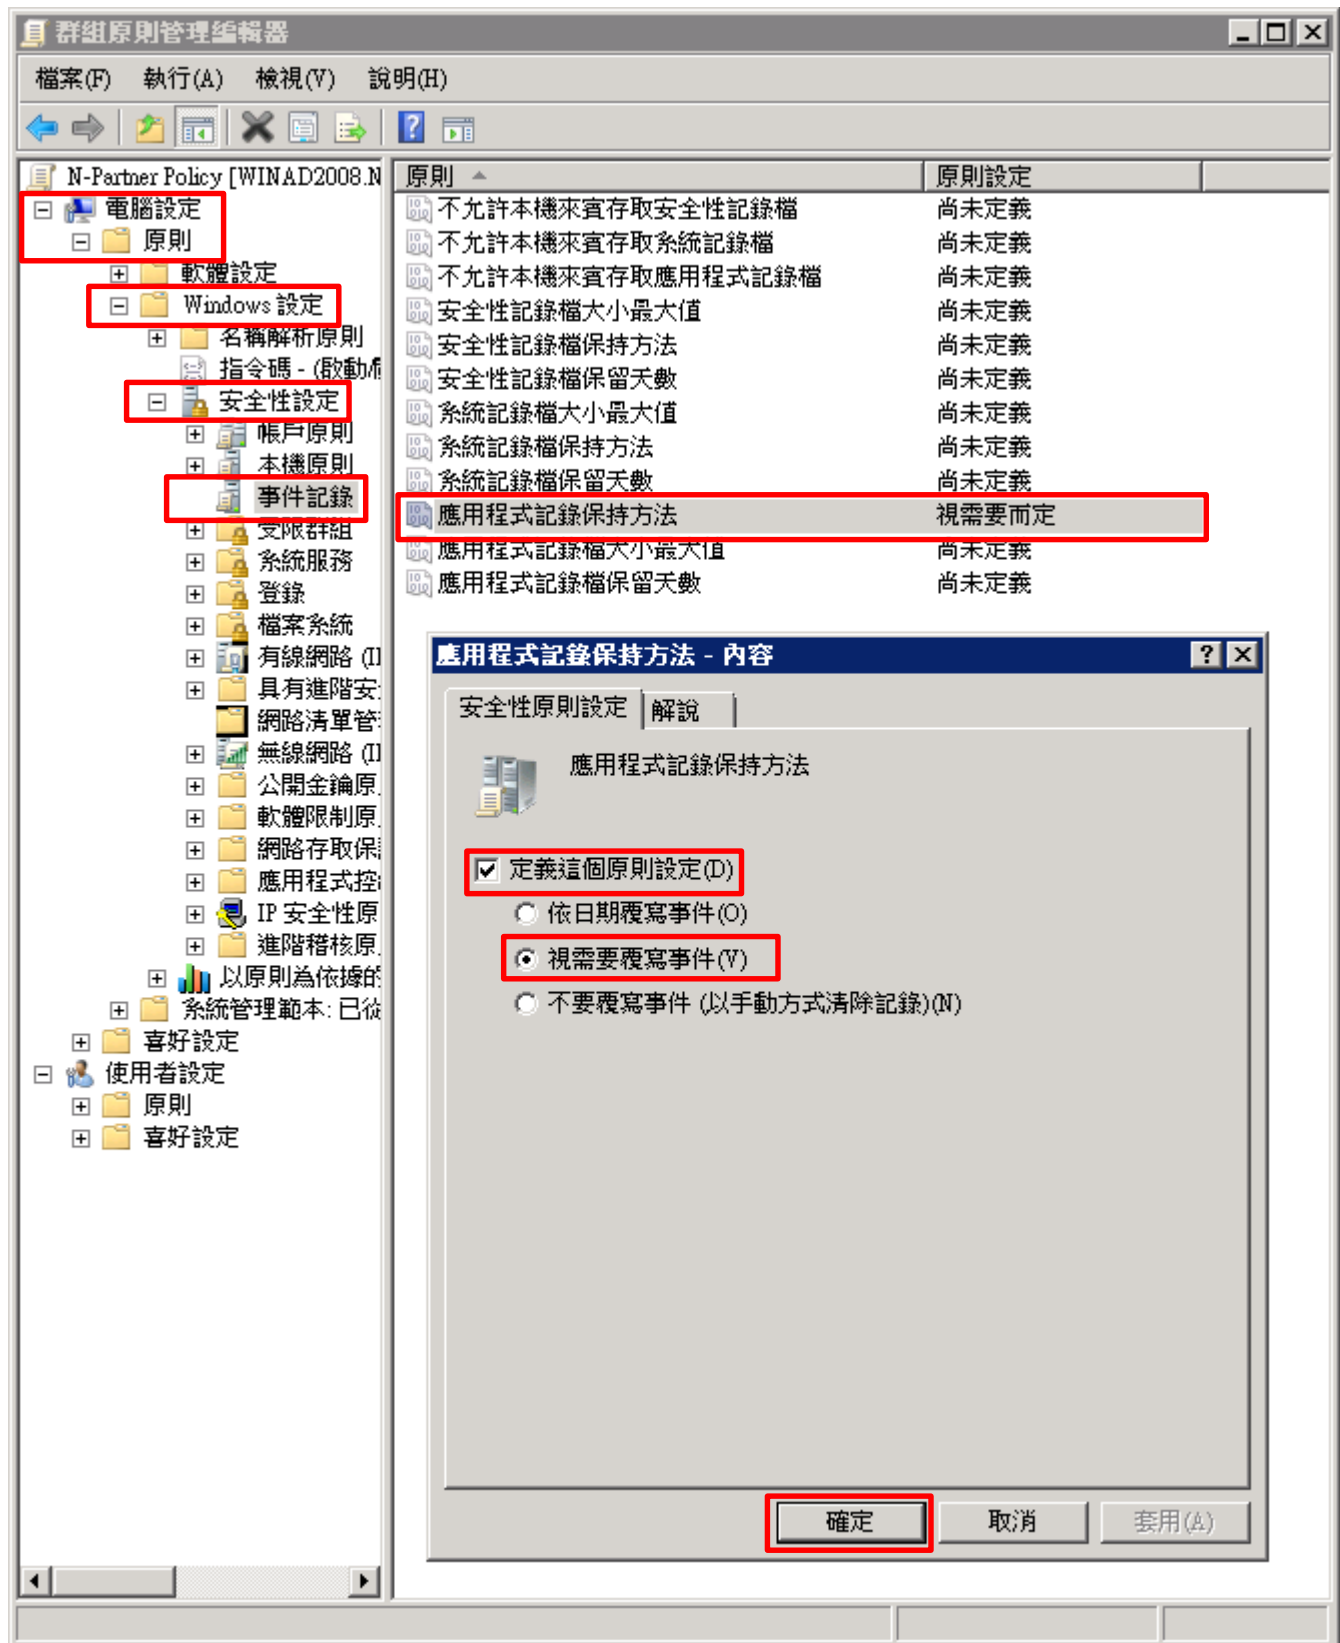 群組原則管理編輯器
檔案(F) 執行(A) 檢視(V) 說明(H)
N-Partner Policy [WINAD2008.N
電腦設定
原則
軟體設定
Windows 設定
名稱解析原則
指令碼 - (啟動/
安全性設定
帳戶原則
本機原則
事件記錄
受限群組
系統服務
登錄
檔案系統
有線網路 (II
具有進階安
網路清單管
無線網路 (II
公開金鑰原
軟體限制原
網路存取保
應用程式控
IP 安全性原
進階稽核原
以原則為依據的
系統管理範本: 已從
喜好設定
使用者設定
原則
喜好設定
原則 原則設定
不允許本機來賓存取安全性記錄檔 尚未定義
不允許本機來賓存取系統記錄檔 尚未定義
不允許本機來賓存取應用程式記錄檔 尚未定義
安全性記錄檔大小最大值 尚未定義
安全性記錄檔保持方法 尚未定義
安全性記錄檔保留天數 尚未定義
系統記錄檔大小最大值 尚未定義
系統記錄檔保持方法 尚未定義
系統記錄檔保留天數 尚未定義
應用程式記錄保持方法 視需要而定
應用程式記錄檔大小最大值 尚未定義
應用程式記錄檔保留天數 尚未定義
應用程式記錄保持方法 - 內容
安全性原則設定 解說
應用程式記錄保持方法
定義這個原則設定(D)
依日期覆寫事件(O)
視需要覆寫事件(V)
不要覆寫事件 (以手動方式清除記錄)(N)
確定 取消 套用(A)